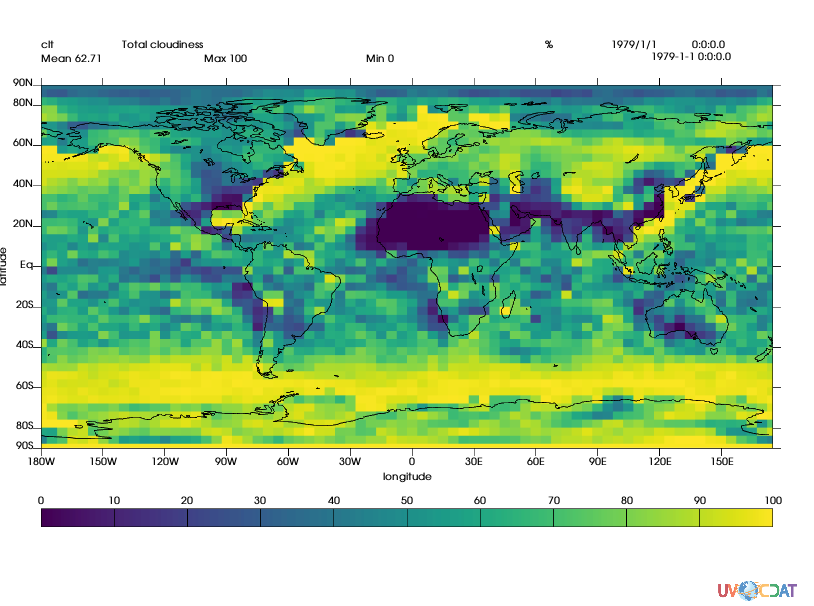 clt Total cloudiness % 1979/1/1 0:0:0.0
Mean 62.71 Max 100 Min 0 1979-1-1 0:0:0.0
90N
80N
60N
40N
20N
Eq
20S
40S
60S
80S
90S
latitude
180W 150W 120W 90W 60W 30W 0 30E 60E 90E 120E 150E
longitude
0 10 20 30 40 50 60 70 80 90 100
UV CDAT